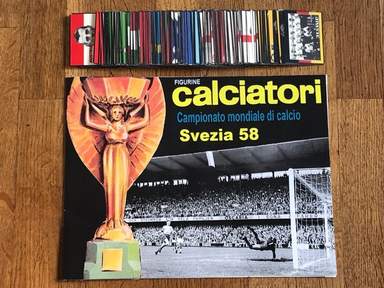 FIGURINE
calciatori
Campionato mondiale di calcio
Svezia 58